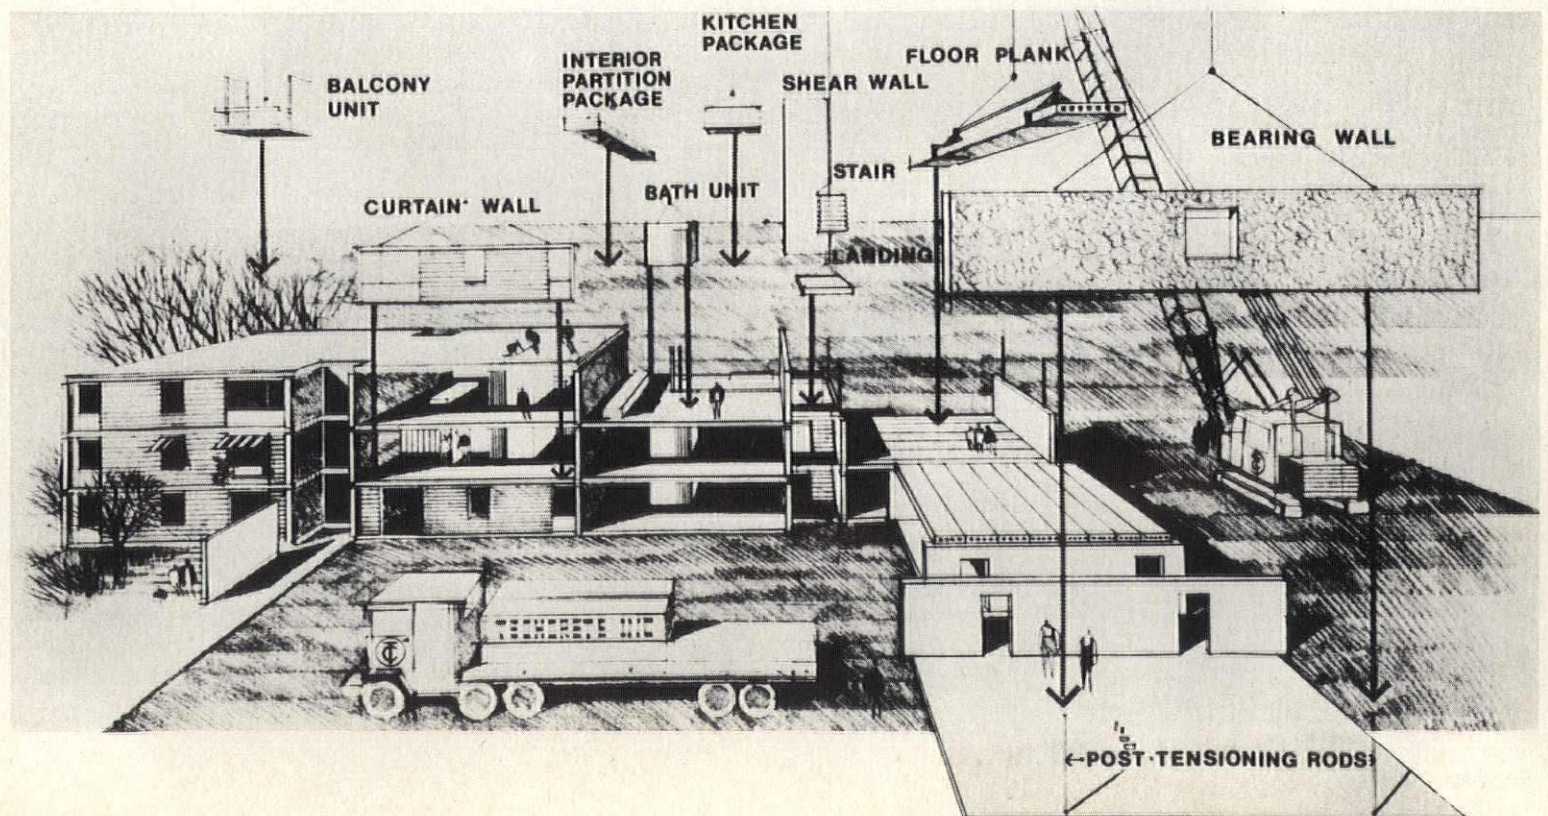 KITCHEN
PACKAGE
FLOOR PLANK
INTERIOR
PARTITION
PACKAGE
BALCONY
UNIT
SHEAR WALL
BEARING WALL
STAIR
BATH UNIT
CURTAIN WALL
LANDING
TECHCRETE INC
←POST-TENSIONING RODS